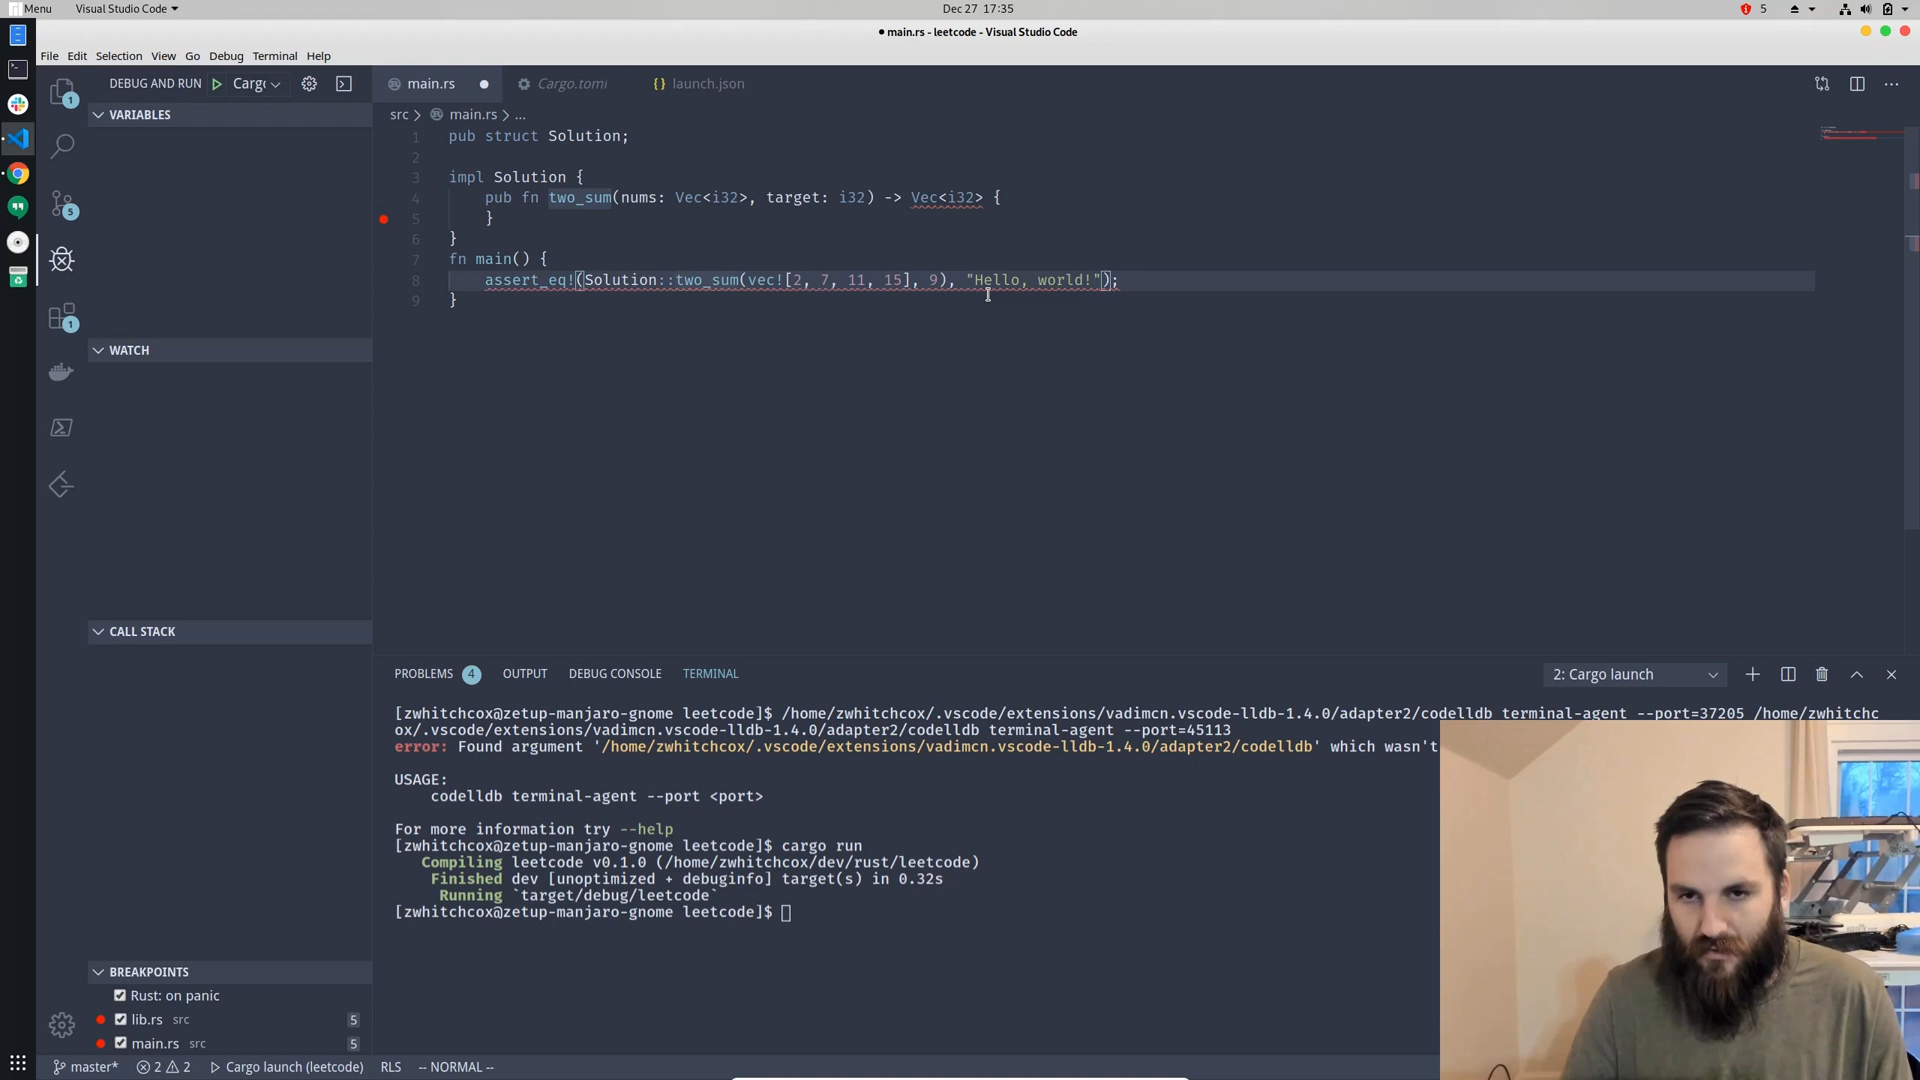 Menu
Visual Studio Code
Dec 27 17:35
5
● main.rs - leetcode - Visual Studio Code
File Edit Selection View Go Debug Terminal Help
DEBUG AND RUN
Carg
main.rs
Cargo.toml
launch.json
VARIABLES
src > main.rs > ...
1 pub struct Solution;
2
3 impl Solution {
4 pub fn two_sum(nums: Vec<i32>, target: i32) -> Vec<i32> {
5 }
6 }
7 fn main() {
8 assert_eq!(Solution::two_sum(vec![2, 7, 11, 15], 9), "Hello, world!");
9 }
1
5
1
WATCH
CALL STACK
BREAKPOINTS
Rust: on panic
lib.rs src 5
main.rs src 5
PROBLEMS 4 OUTPUT DEBUG CONSOLE TERMINAL
2: Cargo launch
[zwhitchcox@zetup-manjaro-gnome leetcode]$ /home/zwhitchcox/.vscode/extensions/vadimcn.vscode-lldb-1.4.0/adapter2/codelldb terminal-agent --port=37205 /home/zwhitchc
ox/.vscode/extensions/vadimcn.vscode-lldb-1.4.0/adapter2/codelldb terminal-agent --port=45113
error: Found argument '/home/zwhitchcox/.vscode/extensions/vadimcn.vscode-lldb-1.4.0/adapter2/codelldb' which wasn't
USAGE:
codelldb terminal-agent --port <port>
For more information try --help
[zwhitchcox@zetup-manjaro-gnome leetcode]$ cargo run
Compiling leetcode v0.1.0 (/home/zwhitchcox/dev/rust/leetcode)
Finished dev [unoptimized + debuginfo] target(s) in 0.32s
Running `target/debug/leetcode`
[zwhitchcox@zetup-manjaro-gnome leetcode]$
master* 2 2 Cargo launch (leetcode) RLS -- NORMAL --